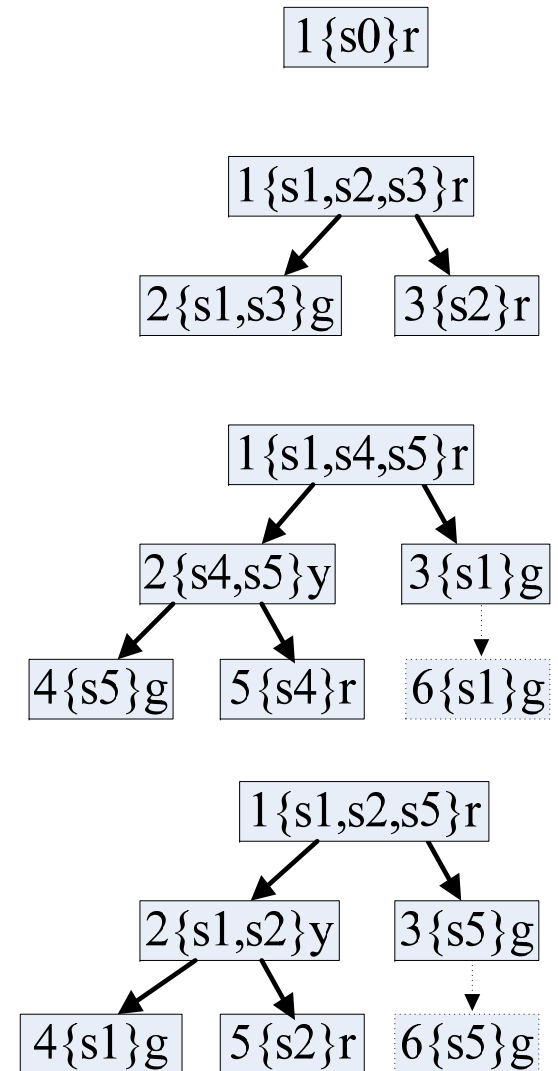 1{s0}r
1{s1,s2,s3}r
2{s1,s3}g 3{s2}r
1{s1,s4,s5}r
2{s4,s5}y 3{s1}g
4{s5}g 5{s4}r 6{s1}g
1{s1,s2,s5}r
2{s1,s2}y 3{s5}g
4{s1}g 5{s2}r 6{s5}g